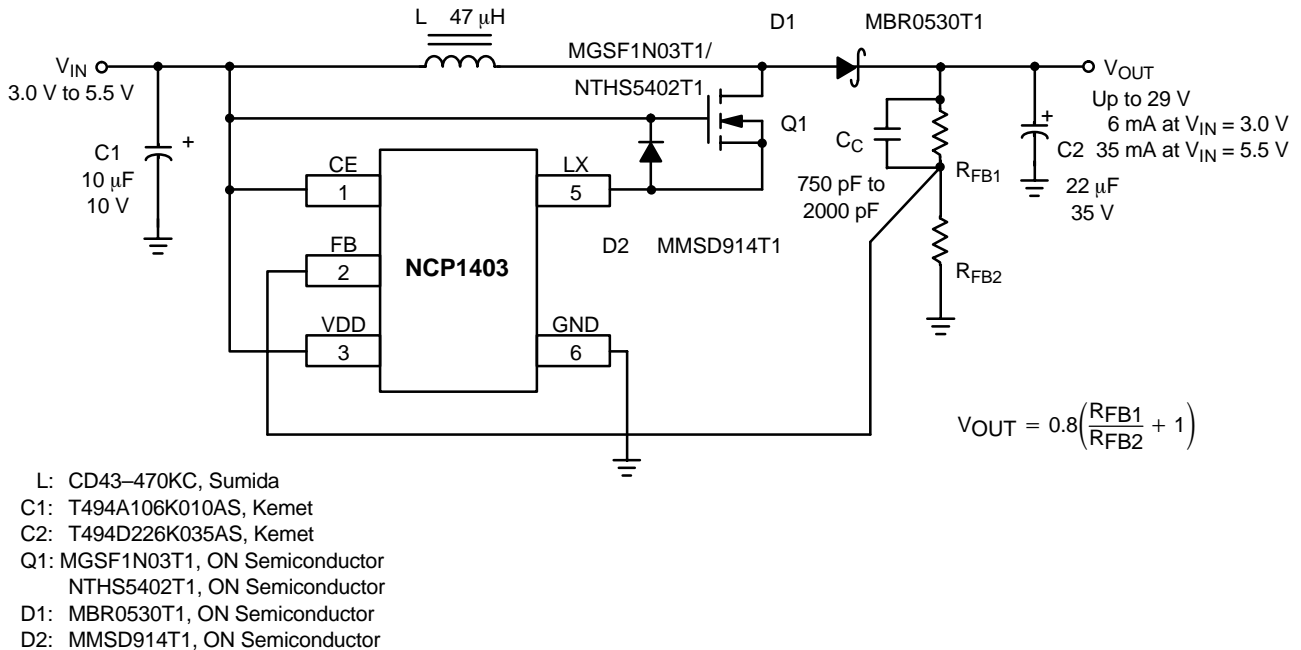 L 47 μH
D1 MBR0530T1
VIN
3.0 V to 5.5 V
MGSF1N03T1/
NTHS5402T1
Q1
VOUT
Up to 29 V
6 mA at VIN = 3.0 V
35 mA at VIN = 5.5 V
C1
10 μF
10 V
+
CE
1
LX
5
CC
750 pF to
2000 pF
RFB1
+
C2
22 μF
35 V
FB
2
NCP1403
D2 MMSD914T1
RFB2
VDD
3
GND
6
VOUT = 0.8(RFB1/RFB2 + 1)
L: CD43–470KC, Sumida
C1: T494A106K010AS, Kemet
C2: T494D226K035AS, Kemet
Q1: MGSF1N03T1, ON Semiconductor
NTHS5402T1, ON Semiconductor
D1: MBR0530T1, ON Semiconductor
D2: MMSD914T1, ON Semiconductor